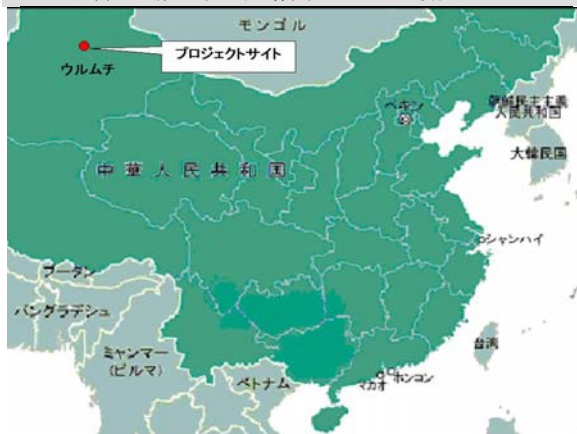 モンゴル
プロジェクトサイト
ウルムチ
ペキン
朝鮮民主主義
人民共和国
大韓民国
中華人民共和国
シャンハイ
ブータン
バングラデシュ
ミャンマー
(ビルマ)
ベトナム
台湾
ホンコン
マカオ